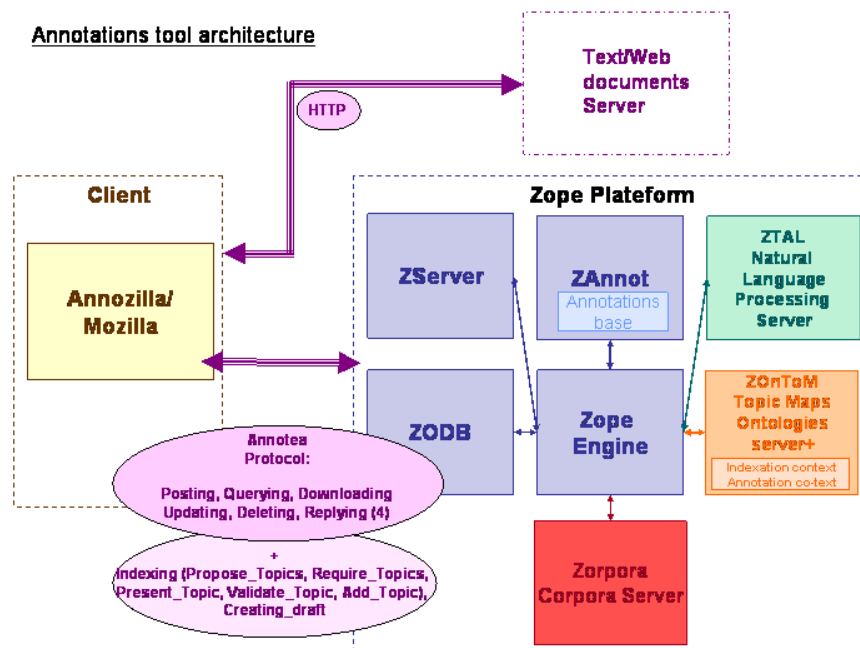 Annotations tool architecture
Text/Web
documents
Server
HTTP
Client
Zope Plateform
Annozilla/
Mozilla
ZServer
ZAnnot
Annotations
base
ZTAL
Natural
Language
Processing
Server
ZODB
Zope
Engine
ZOnToM
Topic Maps
Ontologies
server+
Indexation context
Annotation co-text
Annotea
Protocol:
Posting, Querying, Downloading
Updating, Deleting, Replying (4)
+
Indexing (Propose_Topics, Require_Topics,
Present_Topic, Validate_Topic, Add_Topic),
Creating_draft
Zorpora
Corpora Server